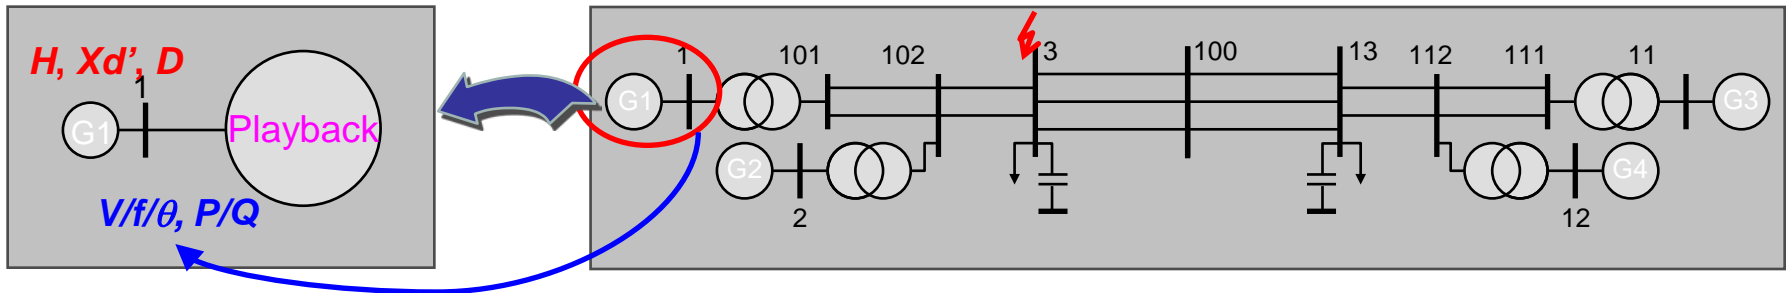 H, Xd', D
1
G1
Playback
V/f/θ, P/Q
1 101 102 3 100 13 112 111 11
G1 G3
G2 G4
2 12